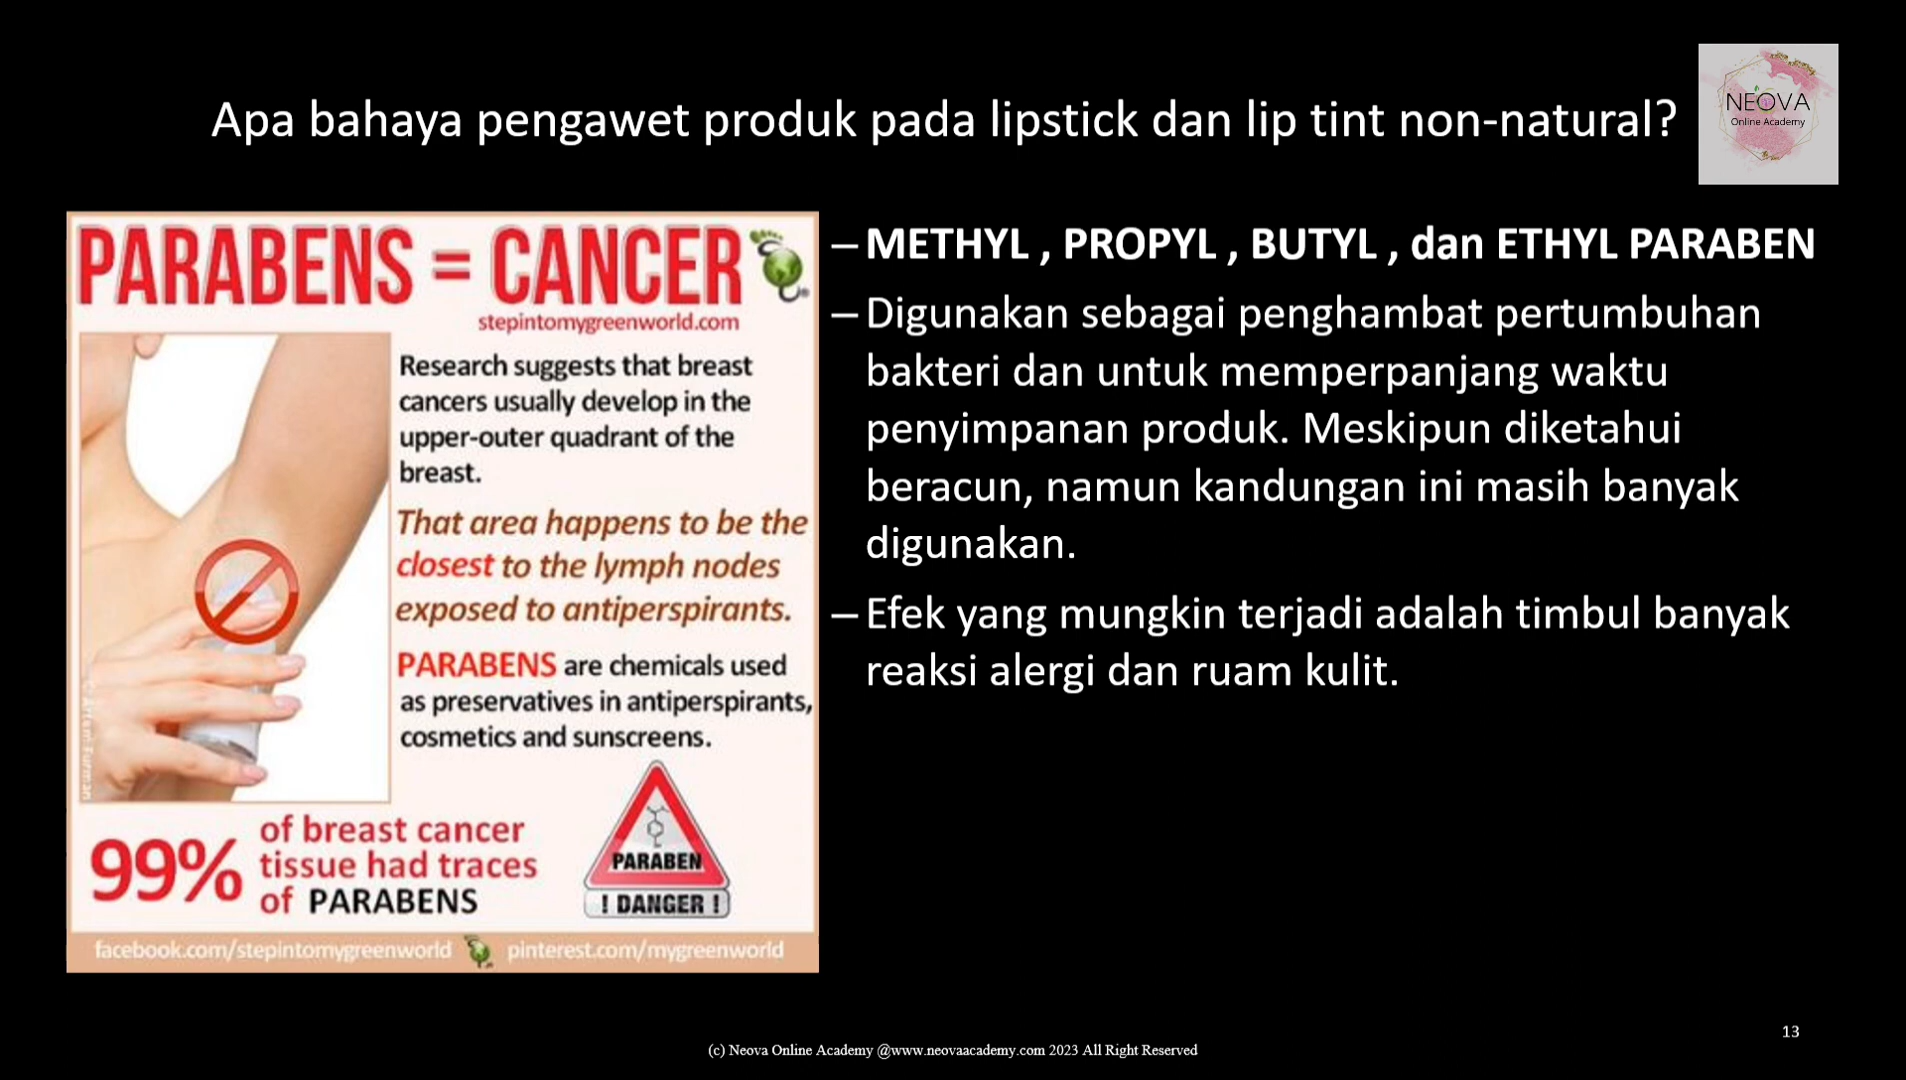 Apa bahaya pengawet produk pada lipstick dan lip tint non-natural?
NEOVA
Online Academy
PARABENS = CANCER
stepintomygreenworld.com
Research suggests that breast
cancers usually develop in the
upper-outer quadrant of the
breast.
That area happens to be the
closest to the lymph nodes
exposed to antiperspirants.
PARABENS are chemicals used
as preservatives in antiperspirants,
cosmetics and sunscreens.
99%
of breast cancer
tissue had traces
of PARABENS
PARABEN
! DANGER !
facebook.com/stepintomygreenworld
pinterest.com/mygreenworld
– METHYL , PROPYL , BUTYL , dan ETHYL PARABEN
– Digunakan sebagai penghambat pertumbuhan
bakteri dan untuk memperpanjang waktu
penyimpanan produk. Meskipun diketahui
beracun, namun kandungan ini masih banyak
digunakan.
– Efek yang mungkin terjadi adalah timbul banyak
reaksi alergi dan ruam kulit.
13
(c) Neova Online Academy @www.neovaacademy.com 2023 All Right Reserved